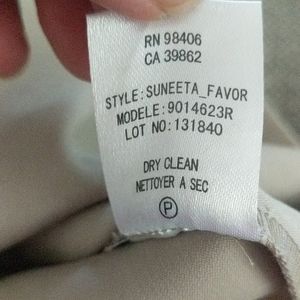 RN 98406
CA 39862
STYLE: SUNEETA_FAVOR
MODELE: 9014623R
LOT NO: 131840
DRY CLEAN
NETTOYER A SEC
P